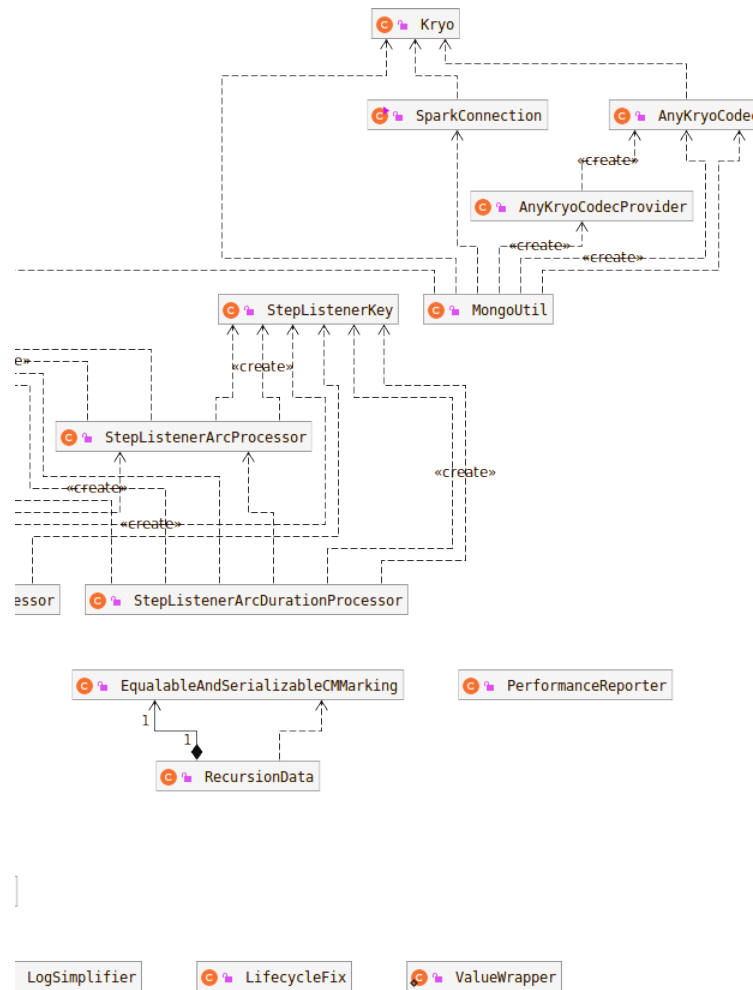 Kryo
SparkConnection
AnyKryoCodec
«create»
AnyKryoCodecProvider
«create»
«create»
StepListenerKey
MongoUtil
e»
«create»
StepListenerArcProcessor
«create»
«create»
«create»
essor
StepListenerArcDurationProcessor
EqualableAndSerializableCMMarking
PerformanceReporter
1
1
RecursionData
LogSimplifier
LifecycleFix
ValueWrapper